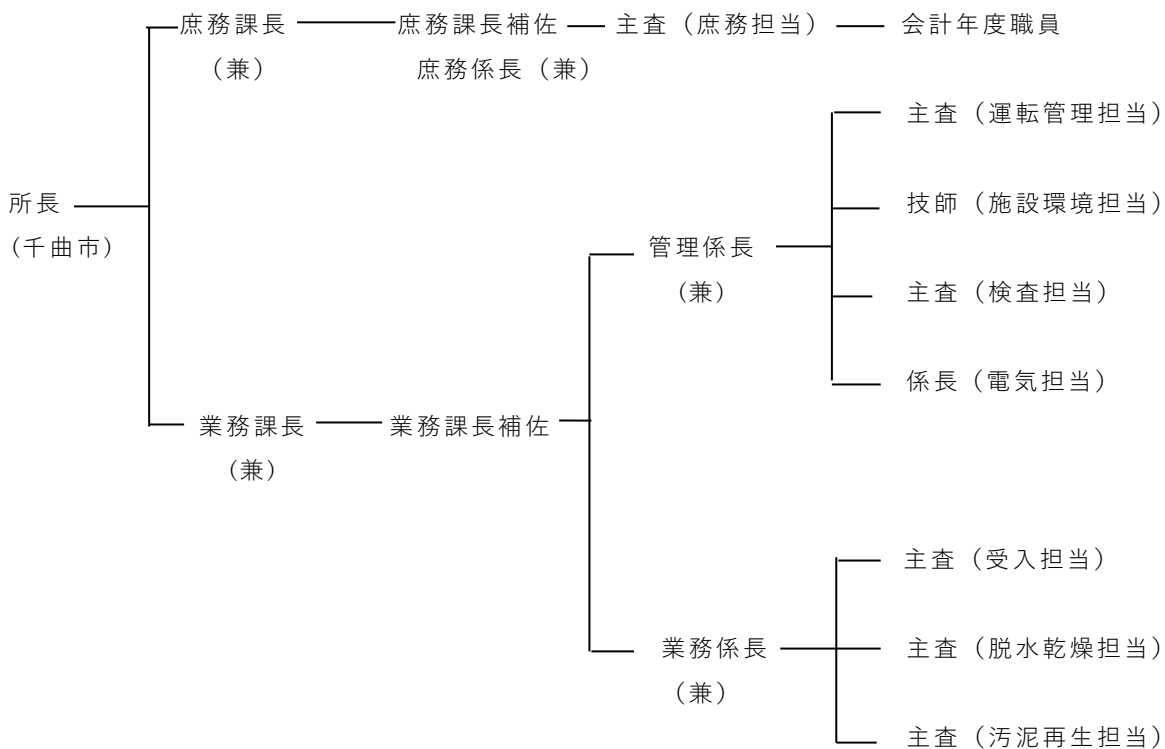 庶務課長 庶務課長補佐 主査（庶務担当） 会計年度職員
（兼） 庶務係長（兼）
主査（運転管理担当）
所長 技師（施設環境担当）
（千曲市） 管理係長
（兼） 主査（検査担当）
係長（電気担当）
業務課長 業務課長補佐
（兼）
主査（受入担当）
業務係長 主査（脱水乾燥担当）
（兼）
主査（汚泥再生担当）